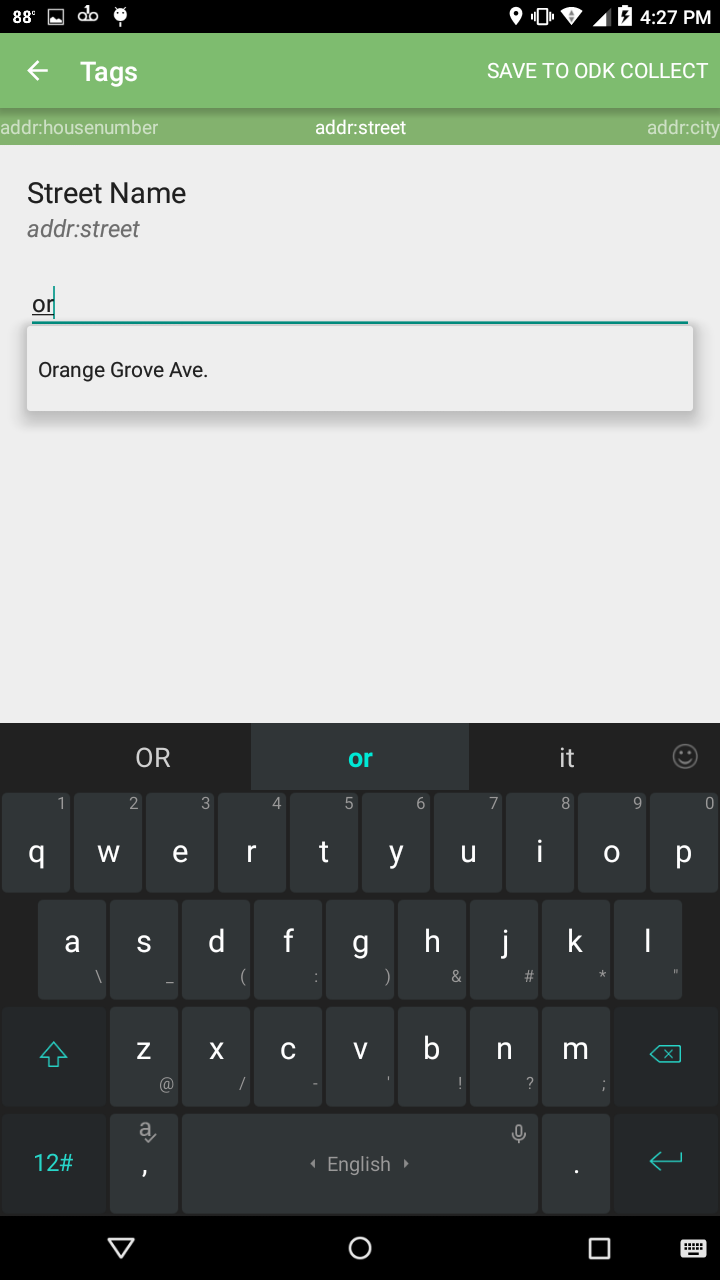 88° 4:27 PM
Tags SAVE TO ODK COLLECT
addr:housenumber addr:street addr:city
Street Name
addr:street
or
Orange Grove Ave.
OR or it
1 2 3 4 5 6 7 8 9 0
q w e r t y u i o p
a s d f g h j k l
\ _ ( : ) & # * "
z x c v b n m
@ / - ' ! ? ;
a
12# , English .